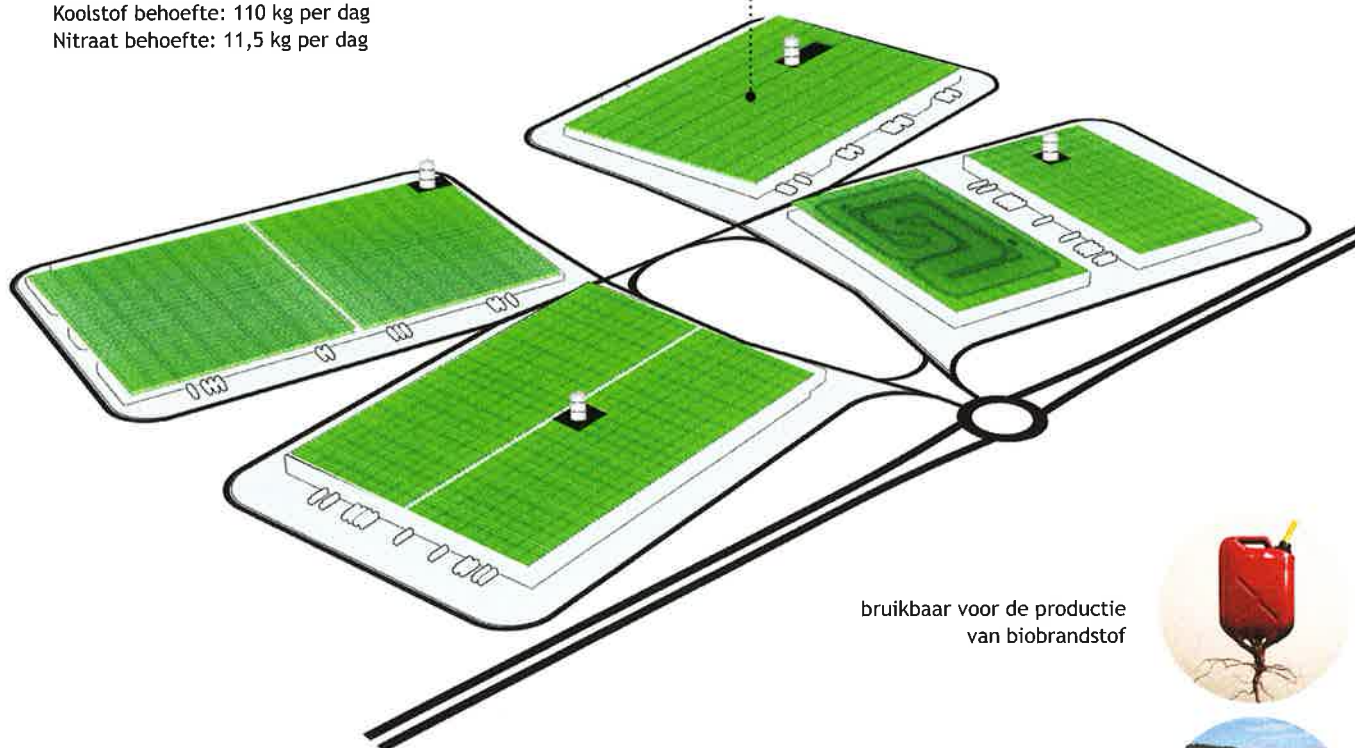 Koolstof behoefte: 110 kg per dag
Nitraat behoefte: 11,5 kg per dag
bruikbaar voor de productie
van biobrandstof